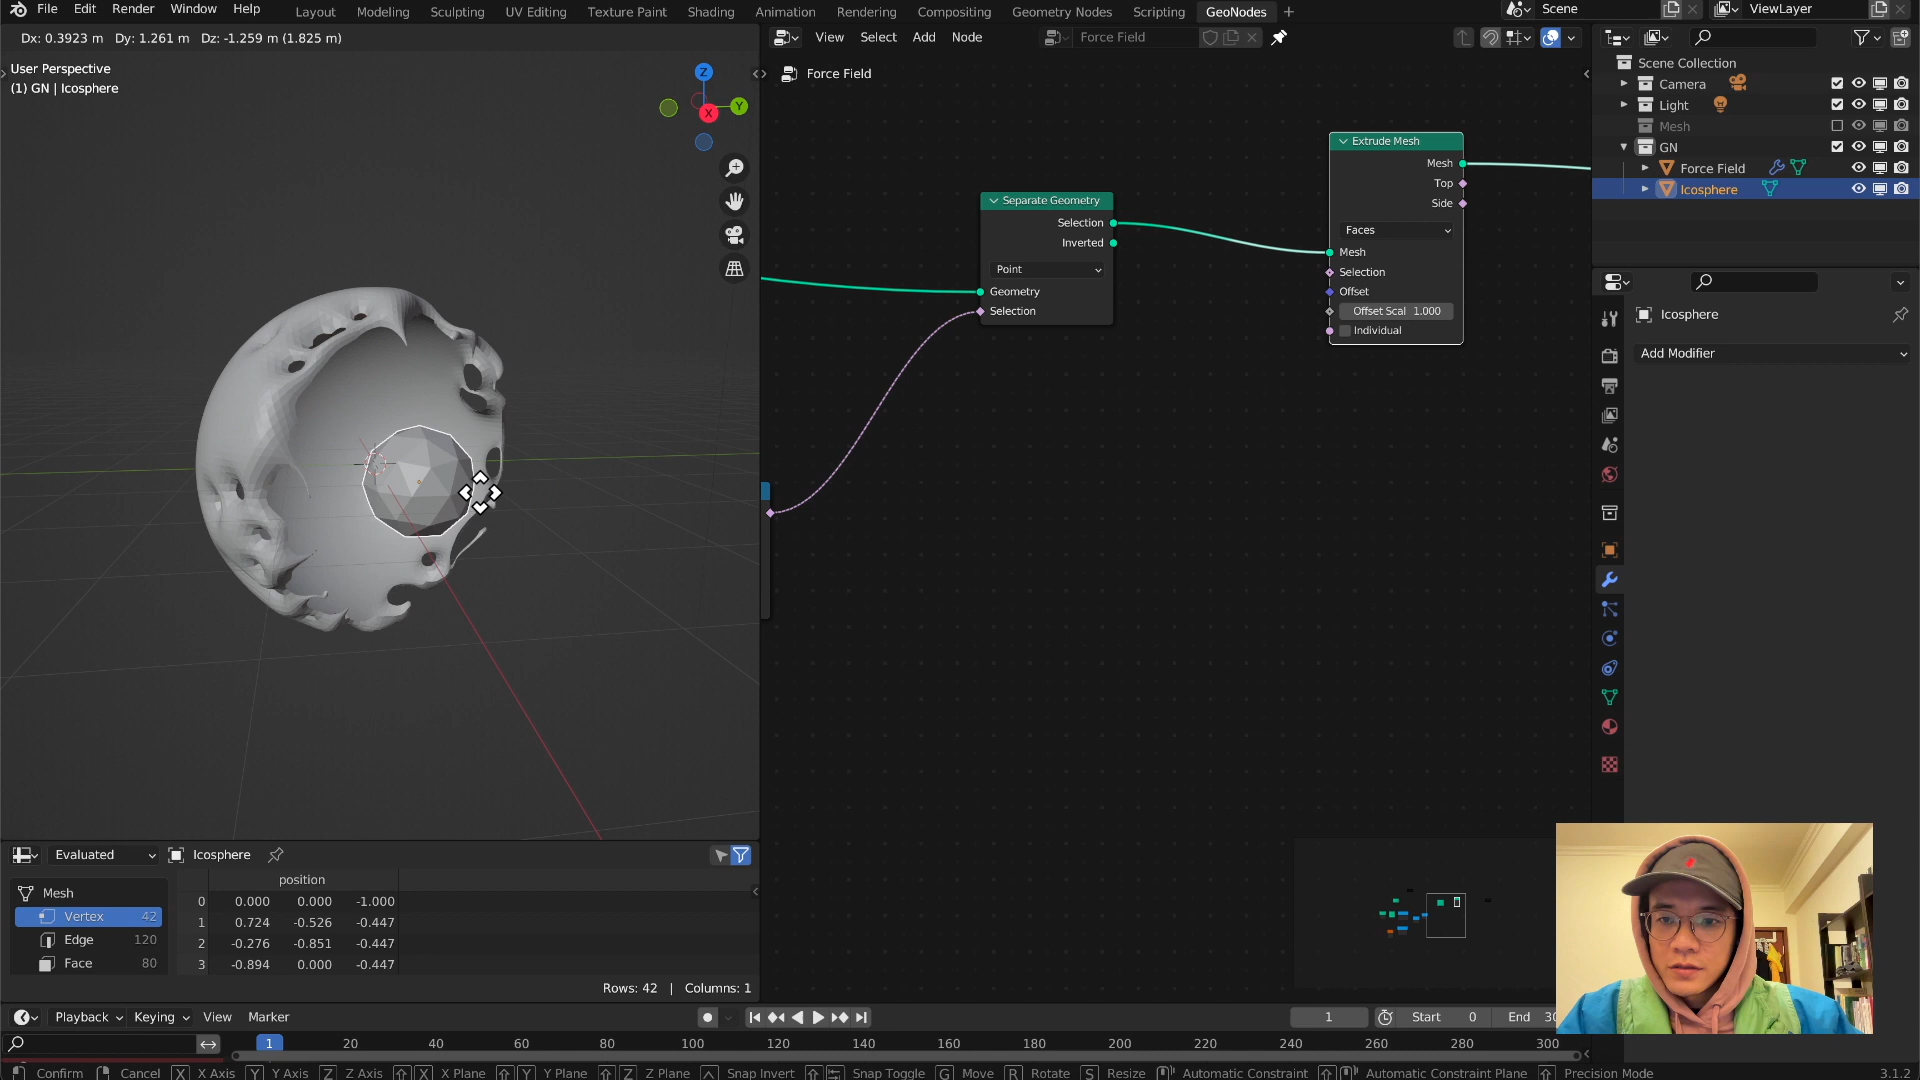 File Edit Render Window Help
Layout Modeling Sculpting UV Editing Texture Paint Shading Animation Rendering Compositing Geometry Nodes Scripting GeoNodes +
Scene ViewLayer
Dx: 0.3923 m Dy: 1.261 m Dz: -1.259 m (1.825 m)
User Perspective
(1) GN | Icosphere
Z
Y
X
View Select Add Node
Force Field
Force Field
Separate Geometry
Selection
Inverted
Point
Geometry
Selection
Extrude Mesh
Mesh
Top
Side
Faces
Mesh
Selection
Offset
Offset Scal 1.000
Individual
Scene Collection
Camera
Light
Mesh
GN
Force Field
Icosphere
Icosphere
Add Modifier
Evaluated Icosphere
Mesh
Vertex 42
Edge 120
Face 80
position
0 0.000 0.000 -1.000
1 0.724 -0.526 -0.447
2 -0.276 -0.851 -0.447
3 -0.894 0.000 -0.447
Rows: 42 | Columns: 1
Playback Keying View Marker
1 Start 0 End
1 20 40 60 80 100 120 140 160 180 200 220 240 260 280 300
Confirm Cancel X X Axis Y Y Axis Z Z Axis X X Plane Y Y Plane Z Z Plane Snap Invert Snap Toggle G Move R Rotate S Resize Automatic Constraint Automatic Constraint Plane Precision Mode
3.1.2